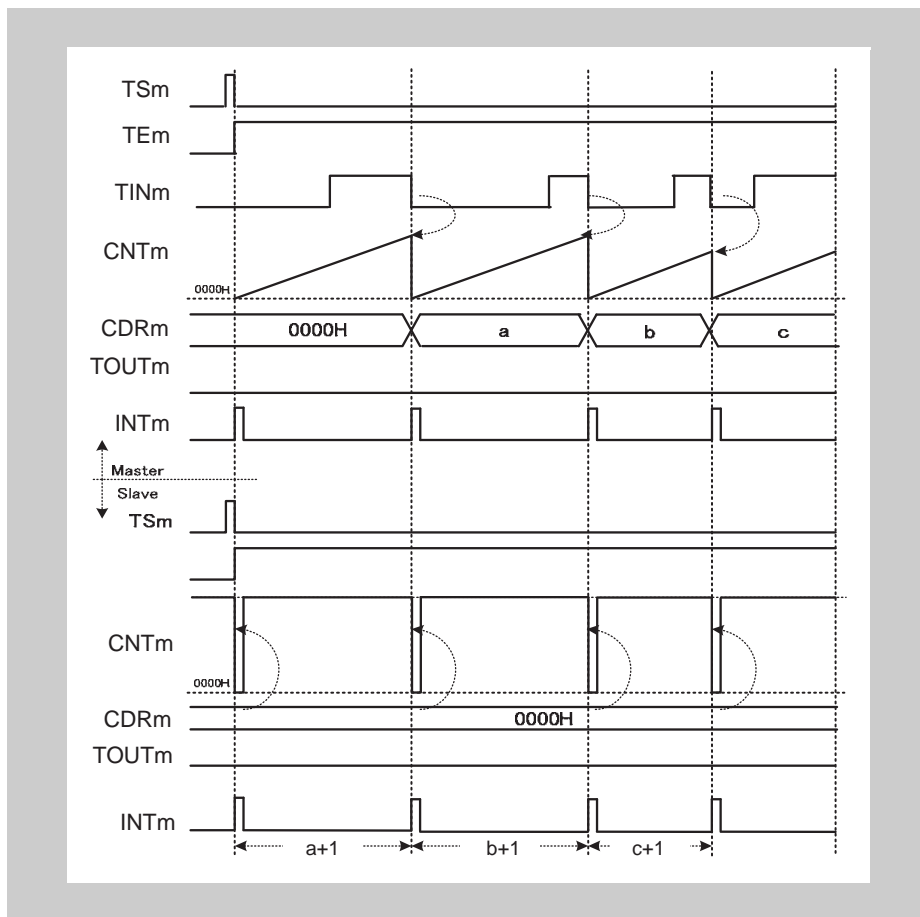 TSm
TEm
TINm
CNTm
0000H
CDRm 0000H a b c
TOUTm
INTm
Master
Slave
TSm
CNTm
0000H
CDRm 0000H
TOUTm
INTm
a+1 b+1 c+1